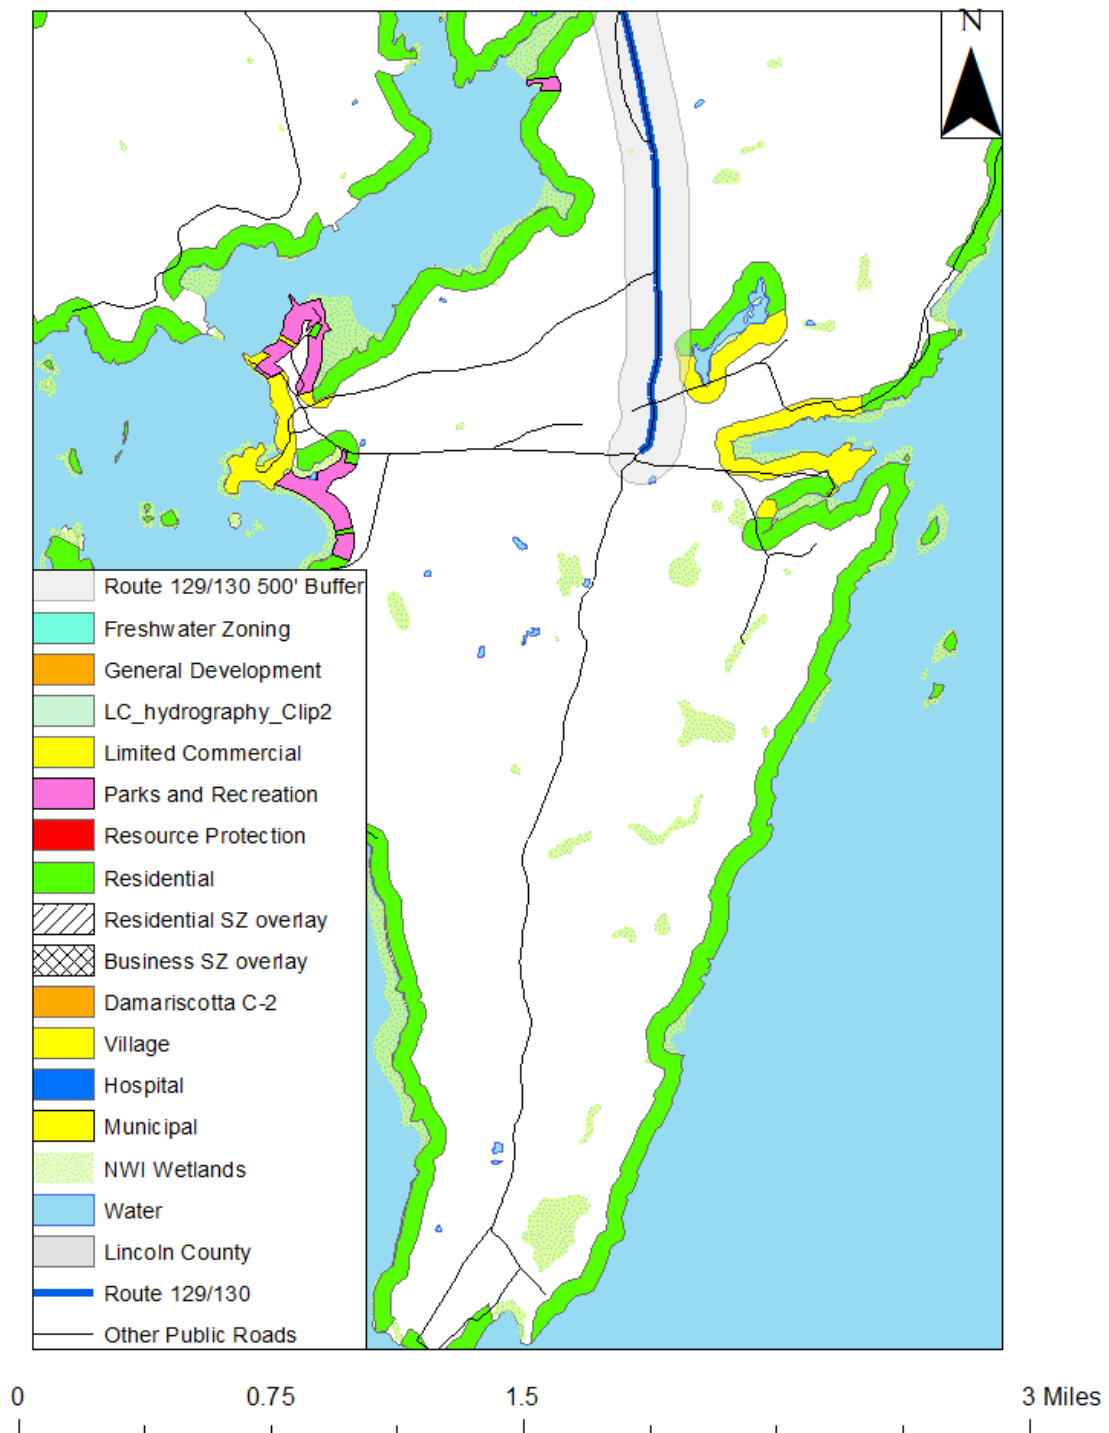 N
Route 129/130 500' Buffer
Freshwater Zoning
General Development
LC_hydrography_Clip2
Limited Commercial
Parks and Recreation
Resource Protection
Residential
Residential SZ overlay
Business SZ overlay
Damariscotta C-2
Village
Hospital
Municipal
NWI Wetlands
Water
Lincoln County
Route 129/130
Other Public Roads
0 0.75 1.5 3 Miles